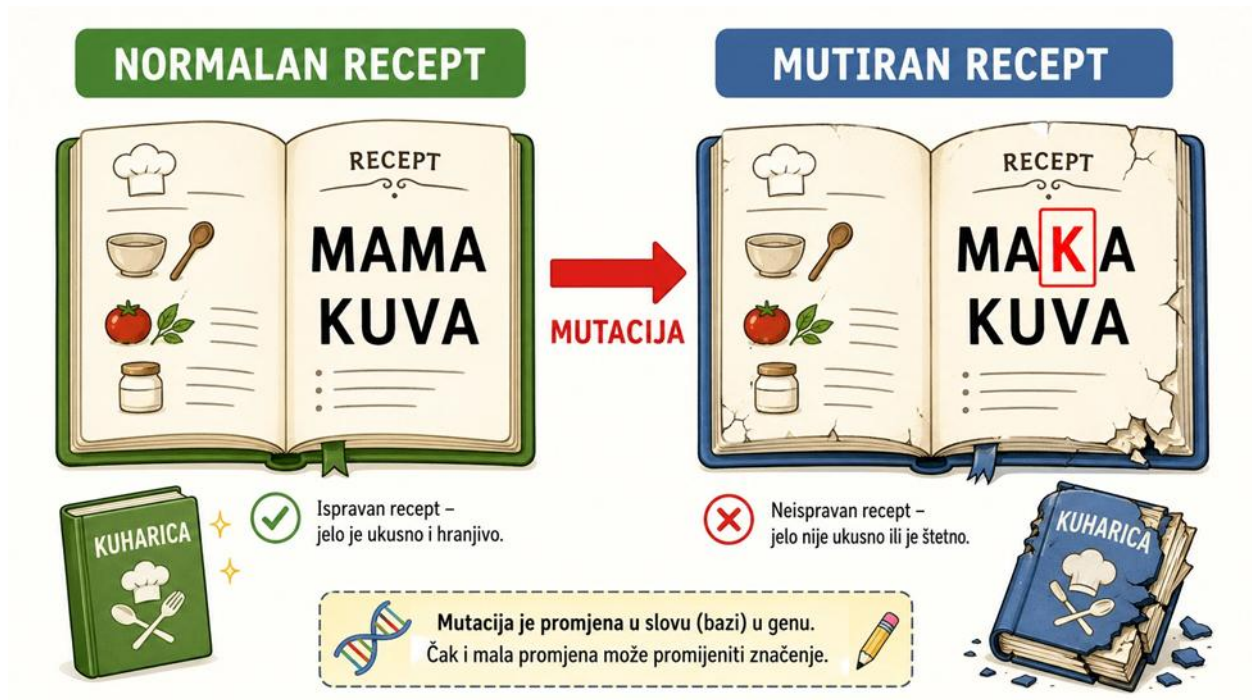 NORMALAN RECEPT
RECEPT
MAMA
KUVA
MUTACIJA
MUTIRAN RECEPT
RECEPT
MAKA
KUVA
KUHARICA
Ispravan recept –
jelo je ukusno i hranjivo.
Neispravan recept –
jelo nije ukusno ili je štetno.
KUHARICA
Mutacija je promjena u slovu (bazi) u genu.
Čak i mala promjena može promijeniti značenje.